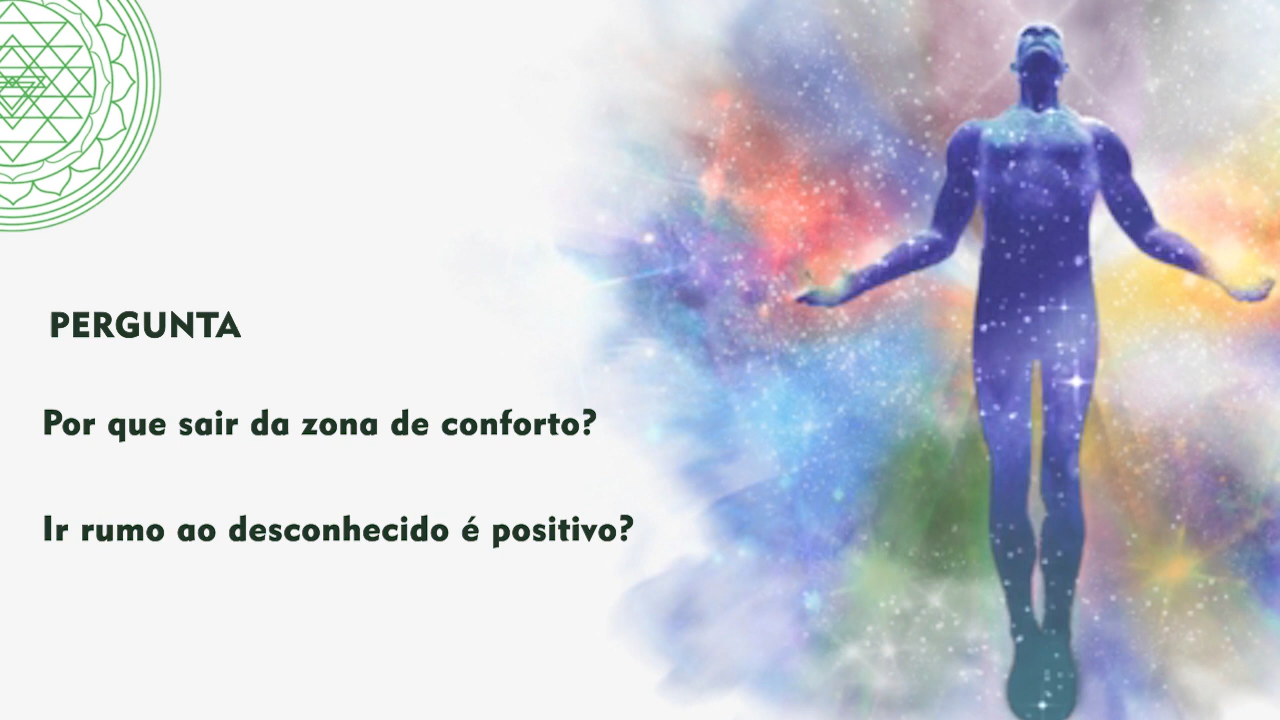 PERGUNTA
Por que sair da zona de conforto?
Ir rumo ao desconhecido é positivo?